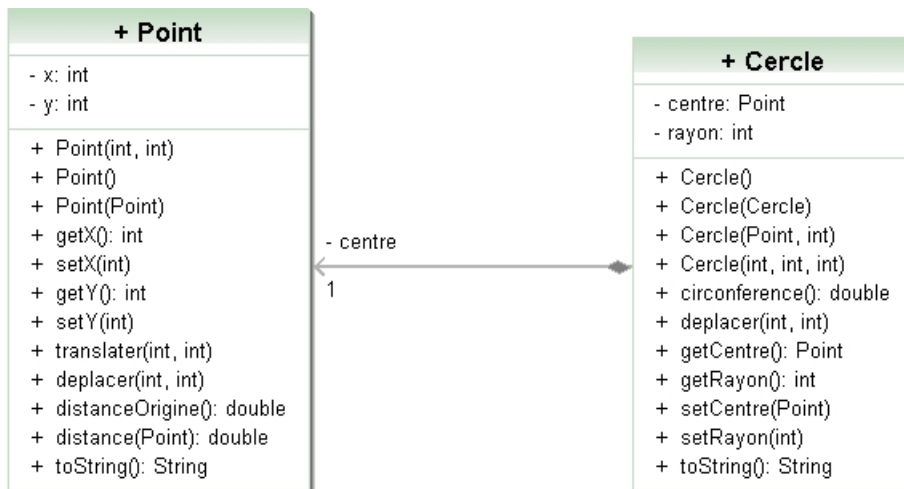 + Point
- x: int
- y: int
+ Point(int, int)
+ Point()
+ Point(Point)
+ getX(): int
+ setX(int)
+ getY(): int
+ setY(int)
+ translater(int, int)
+ deplacer(int, int)
+ distanceOrigine(): double
+ distance(Point): double
+ toString(): String
- centre
1
+ Cercle
- centre: Point
- rayon: int
+ Cercle()
+ Cercle(Cercle)
+ Cercle(Point, int)
+ Cercle(int, int, int)
+ circonference(): double
+ deplacer(int, int)
+ getCentre(): Point
+ getRayon(): int
+ setCentre(Point)
+ setRayon(int)
+ toString(): String